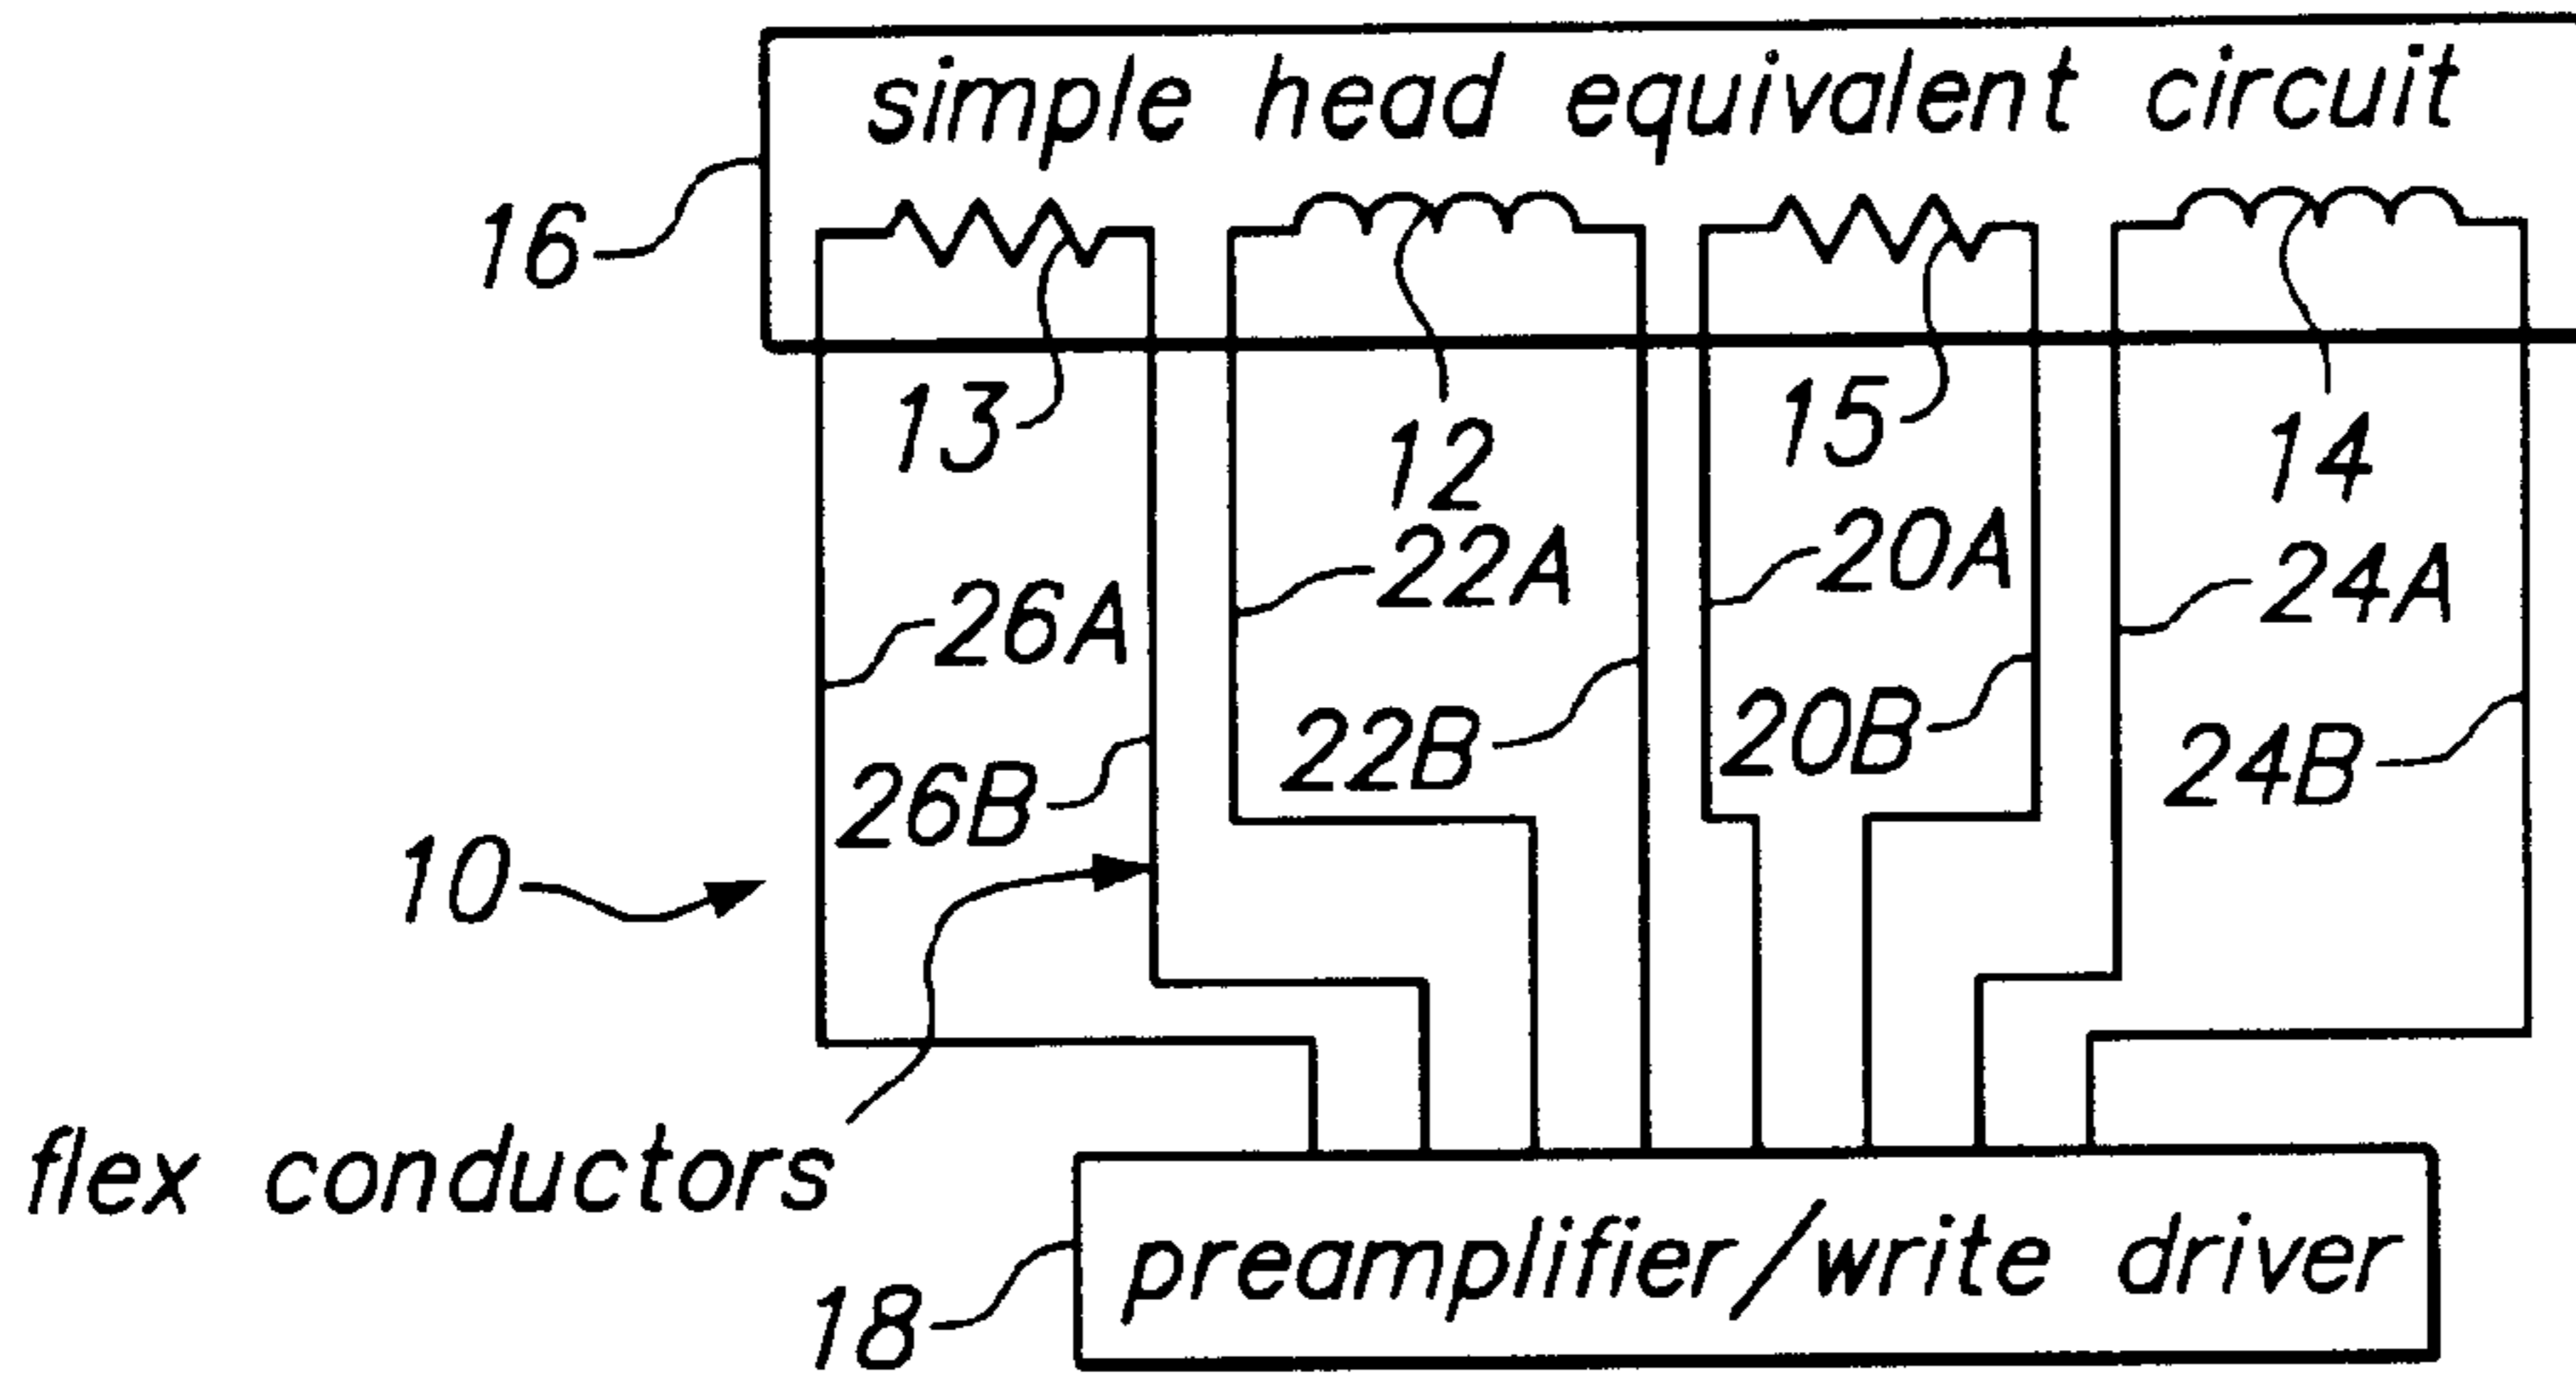 simple head equivalent circuit
16
13
12
15
14
22A
20A
24A
26A
22B
20B
24B
26B
10
flex conductors
preamplifier/write driver
18